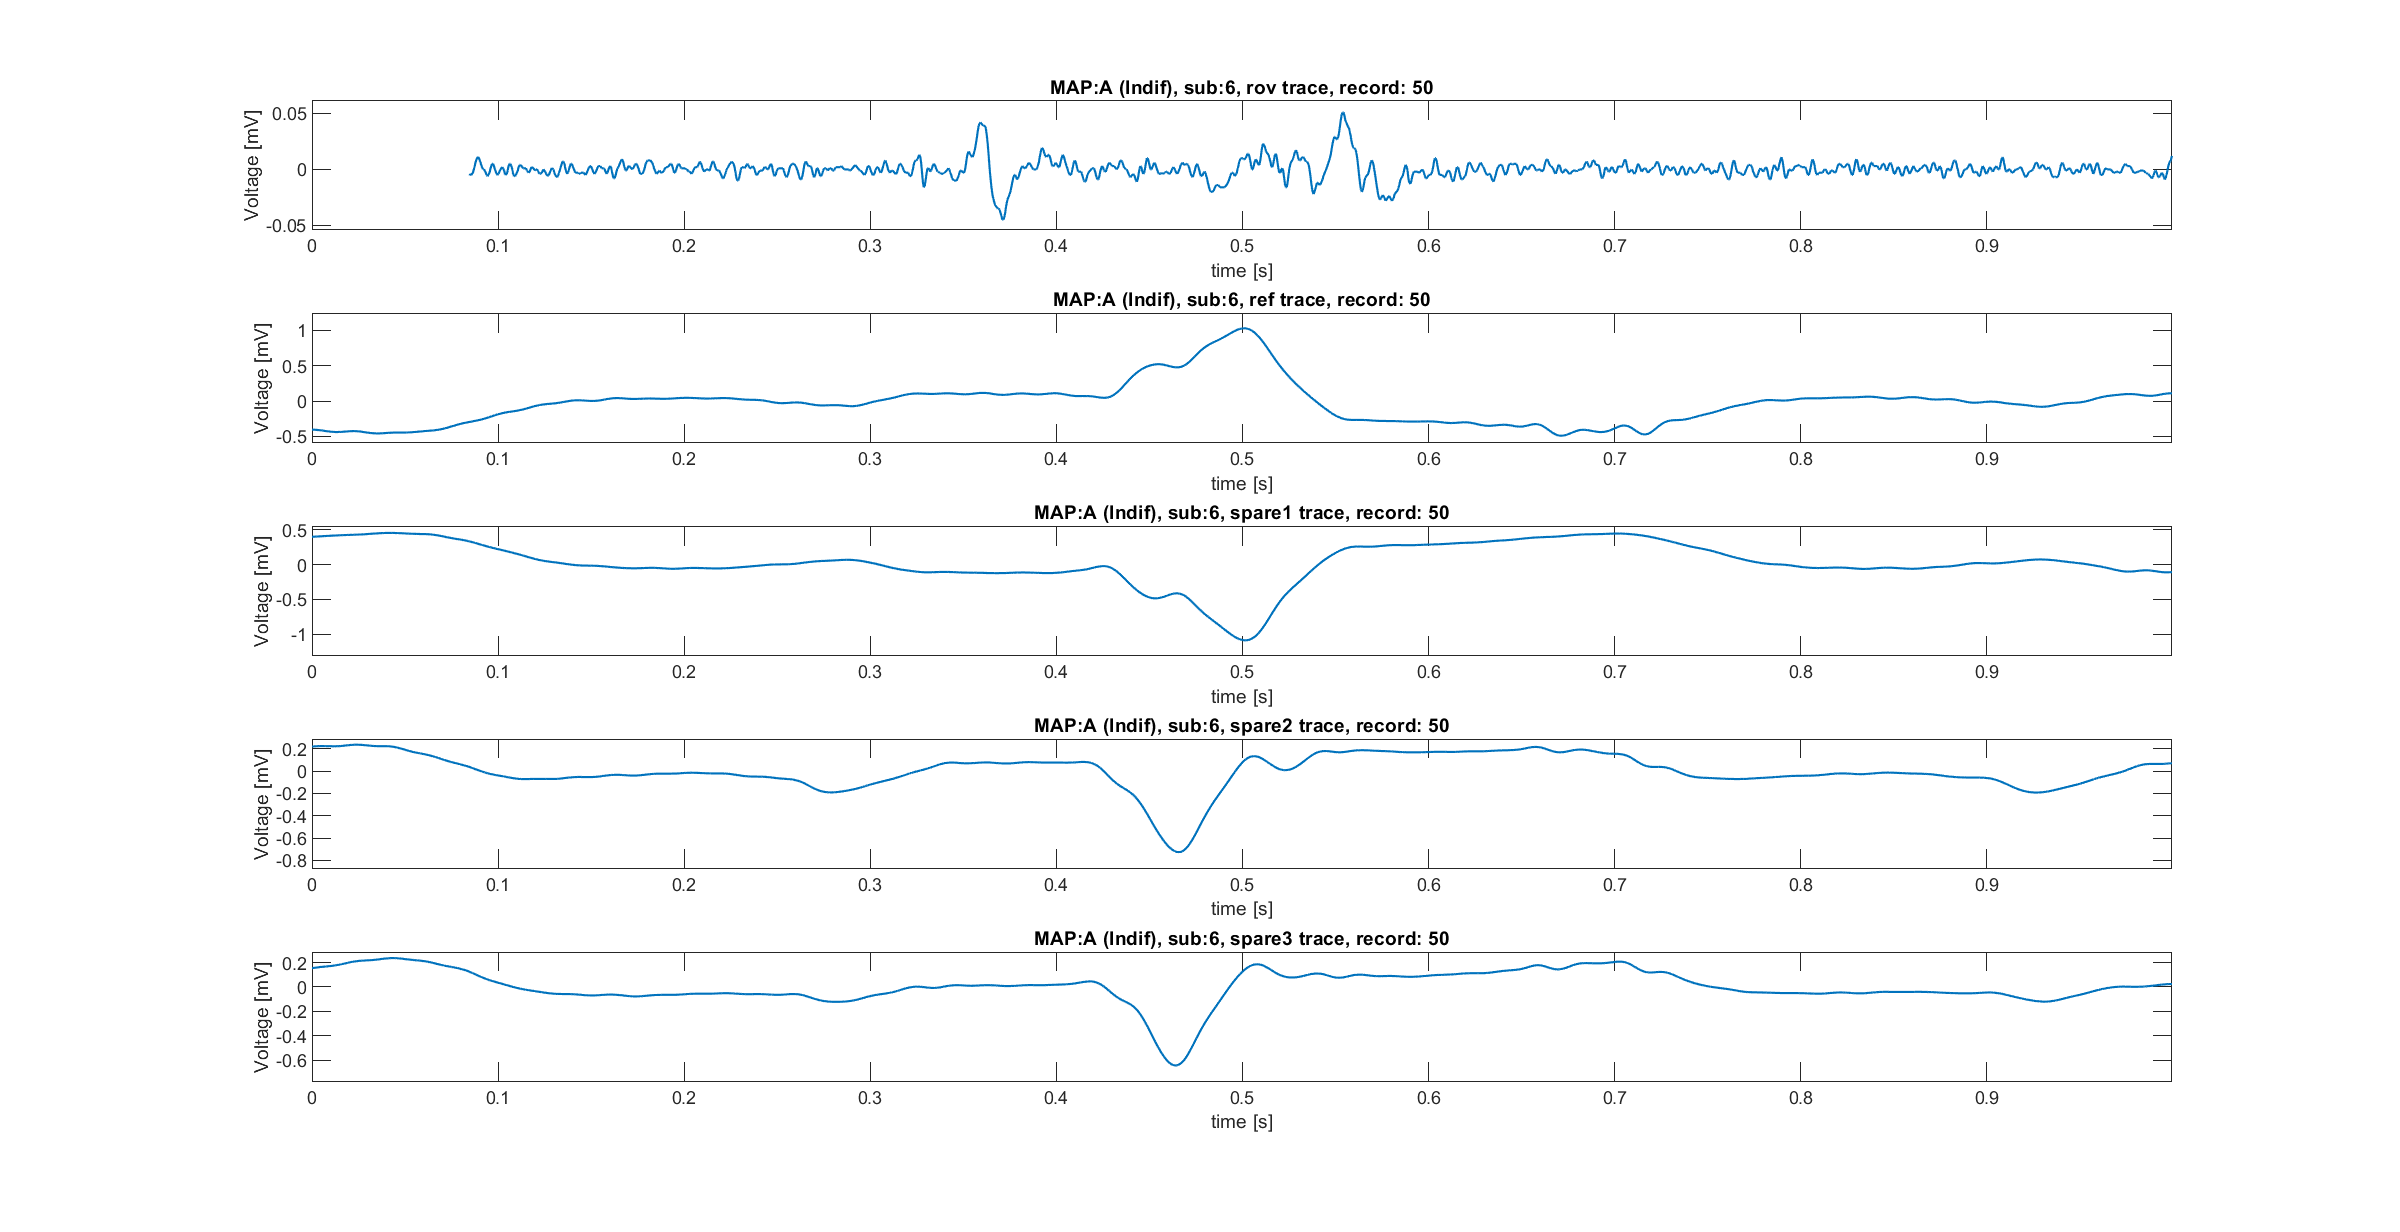 MAP:A (Indif), sub:6, rov trace, record: 50
Voltage [mV]
0.05
0
-0.05
0 0.1 0.2 0.3 0.4 0.5 0.6 0.7 0.8 0.9
time [s]
MAP:A (Indif), sub:6, ref trace, record: 50
Voltage [mV]
1
0.5
0
-0.5
0 0.1 0.2 0.3 0.4 0.5 0.6 0.7 0.8 0.9
time [s]
MAP:A (Indif), sub:6, spare1 trace, record: 50
Voltage [mV]
0.5
0
-0.5
-1
0 0.1 0.2 0.3 0.4 0.5 0.6 0.7 0.8 0.9
time [s]
MAP:A (Indif), sub:6, spare2 trace, record: 50
Voltage [mV]
0.2
0
-0.2
-0.4
-0.6
-0.8
0 0.1 0.2 0.3 0.4 0.5 0.6 0.7 0.8 0.9
time [s]
MAP:A (Indif), sub:6, spare3 trace, record: 50
Voltage [mV]
0.2
0
-0.2
-0.4
-0.6
0 0.1 0.2 0.3 0.4 0.5 0.6 0.7 0.8 0.9
time [s]